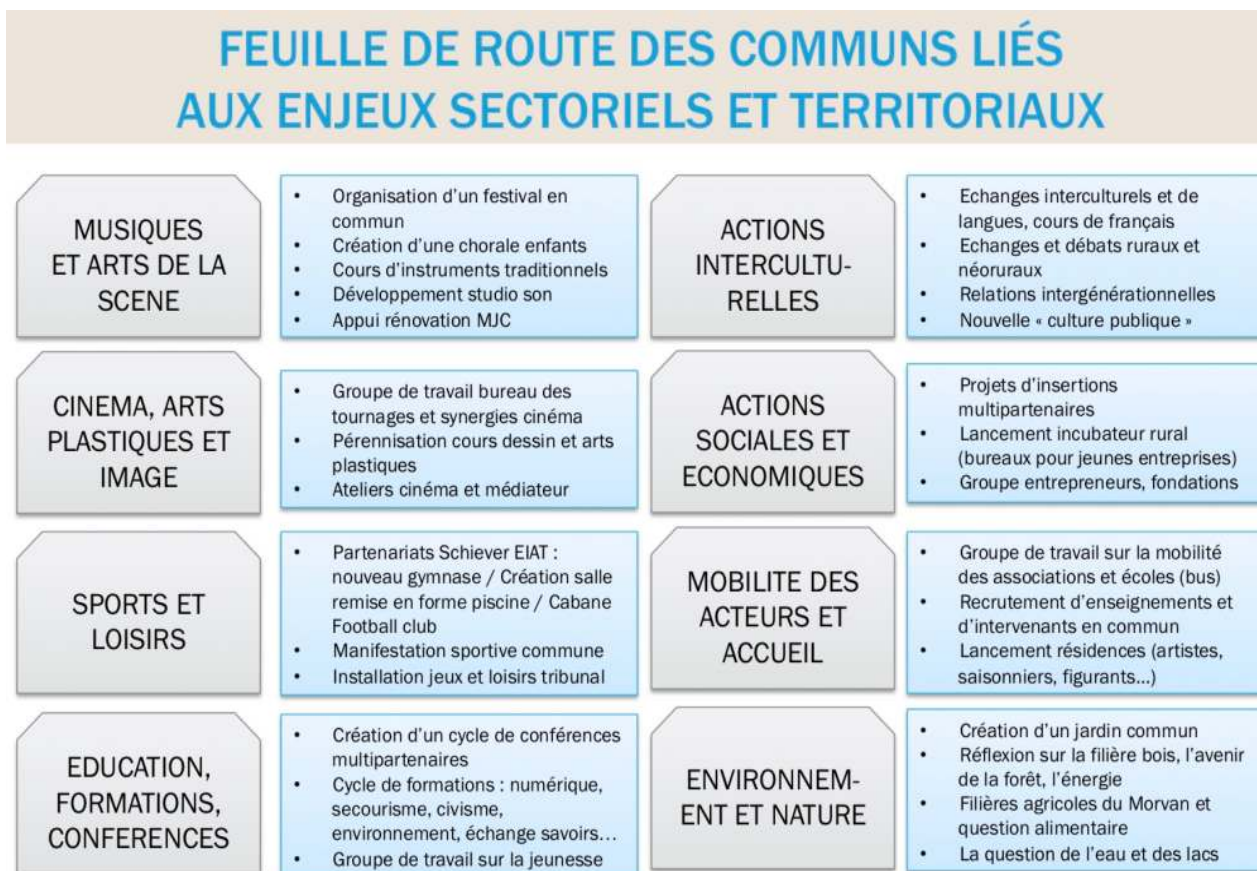 FEUILLE DE ROUTE DES COMMUNS LIÉS
AUX ENJEUX SECTORIELS ET TERRITORIAUX
MUSIQUES
ET ARTS DE LA
SCENE
• Organisation d'un festival en
commun
• Création d'une chorale enfants
• Cours d'instruments traditionnels
• Développement studio son
• Appui rénovation MJC
ACTIONS
INTERCULTU-
RELLES
• Echanges interculturels et de
langues, cours de français
• Echanges et débats ruraux et
néoruraux
• Relations intergénérationnelles
• Nouvelle « culture publique »
CINEMA, ARTS
PLASTIQUES ET
IMAGE
• Groupe de travail bureau des
tournages et synergies cinéma
• Pérennisation cours dessin et arts
plastiques
• Ateliers cinéma et médiateur
ACTIONS
SOCIALES ET
ECONOMIQUES
• Projets d'insertions
multipartenaires
• Lancement incubateur rural
(bureaux pour jeunes entreprises)
• Groupe entrepreneurs, fondations
SPORTS ET
LOISIRS
• Partenariats Schiever EIAT :
nouveau gymnase / Création salle
remise en forme piscine / Cabane
Football club
• Manifestation sportive commune
• Installation jeux et loisirs tribunal
MOBILITE DES
ACTEURS ET
ACCUEIL
• Groupe de travail sur la mobilité
des associations et écoles (bus)
• Recrutement d'enseignements et
d'intervenants en commun
• Lancement résidences (artistes,
saisonniers, figurants...)
EDUCATION,
FORMATIONS,
CONFERENCES
• Création d'un cycle de conférences
multipartenaires
• Cycle de formations : numérique,
secourisme, civisme,
environnement, échange savoirs...
• Groupe de travail sur la jeunesse
ENVIRONNEM-
ENT ET NATURE
• Création d'un jardin commun
• Réflexion sur la filière bois, l'avenir
de la forêt, l'énergie
• Filières agricoles du Morvan et
question alimentaire
• La question de l'eau et des lacs